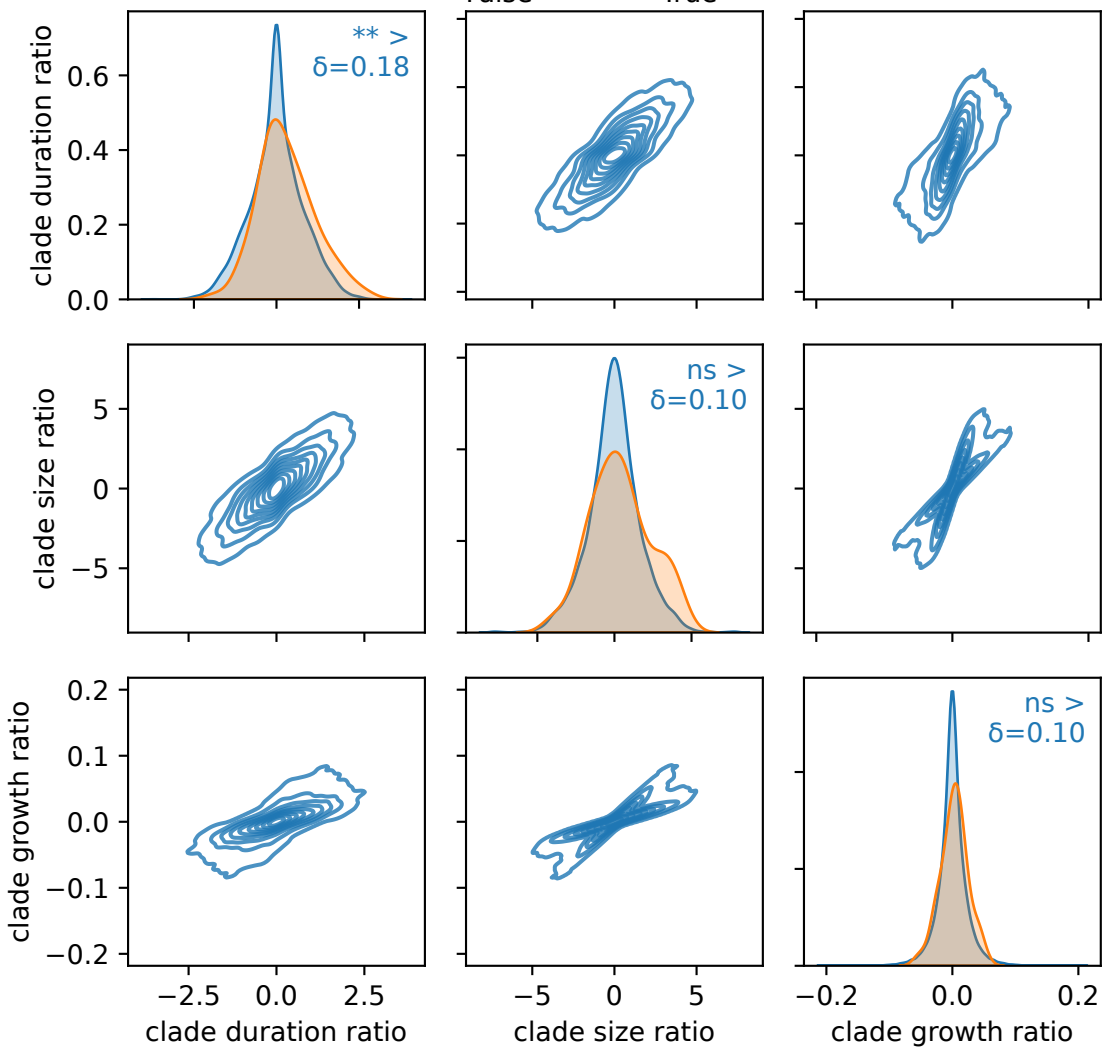 False True
clade duration ratio
0.6
0.4
0.2
0.0
** >
δ=0.18
clade size ratio
5
0
−5
ns >
δ=0.10
clade growth ratio
0.2
0.1
0.0
−0.1
−0.2
ns >
δ=0.10
−2.5 0.0 2.5
−5 0 5
−0.2 0.0 0.2
clade duration ratio
clade size ratio
clade growth ratio